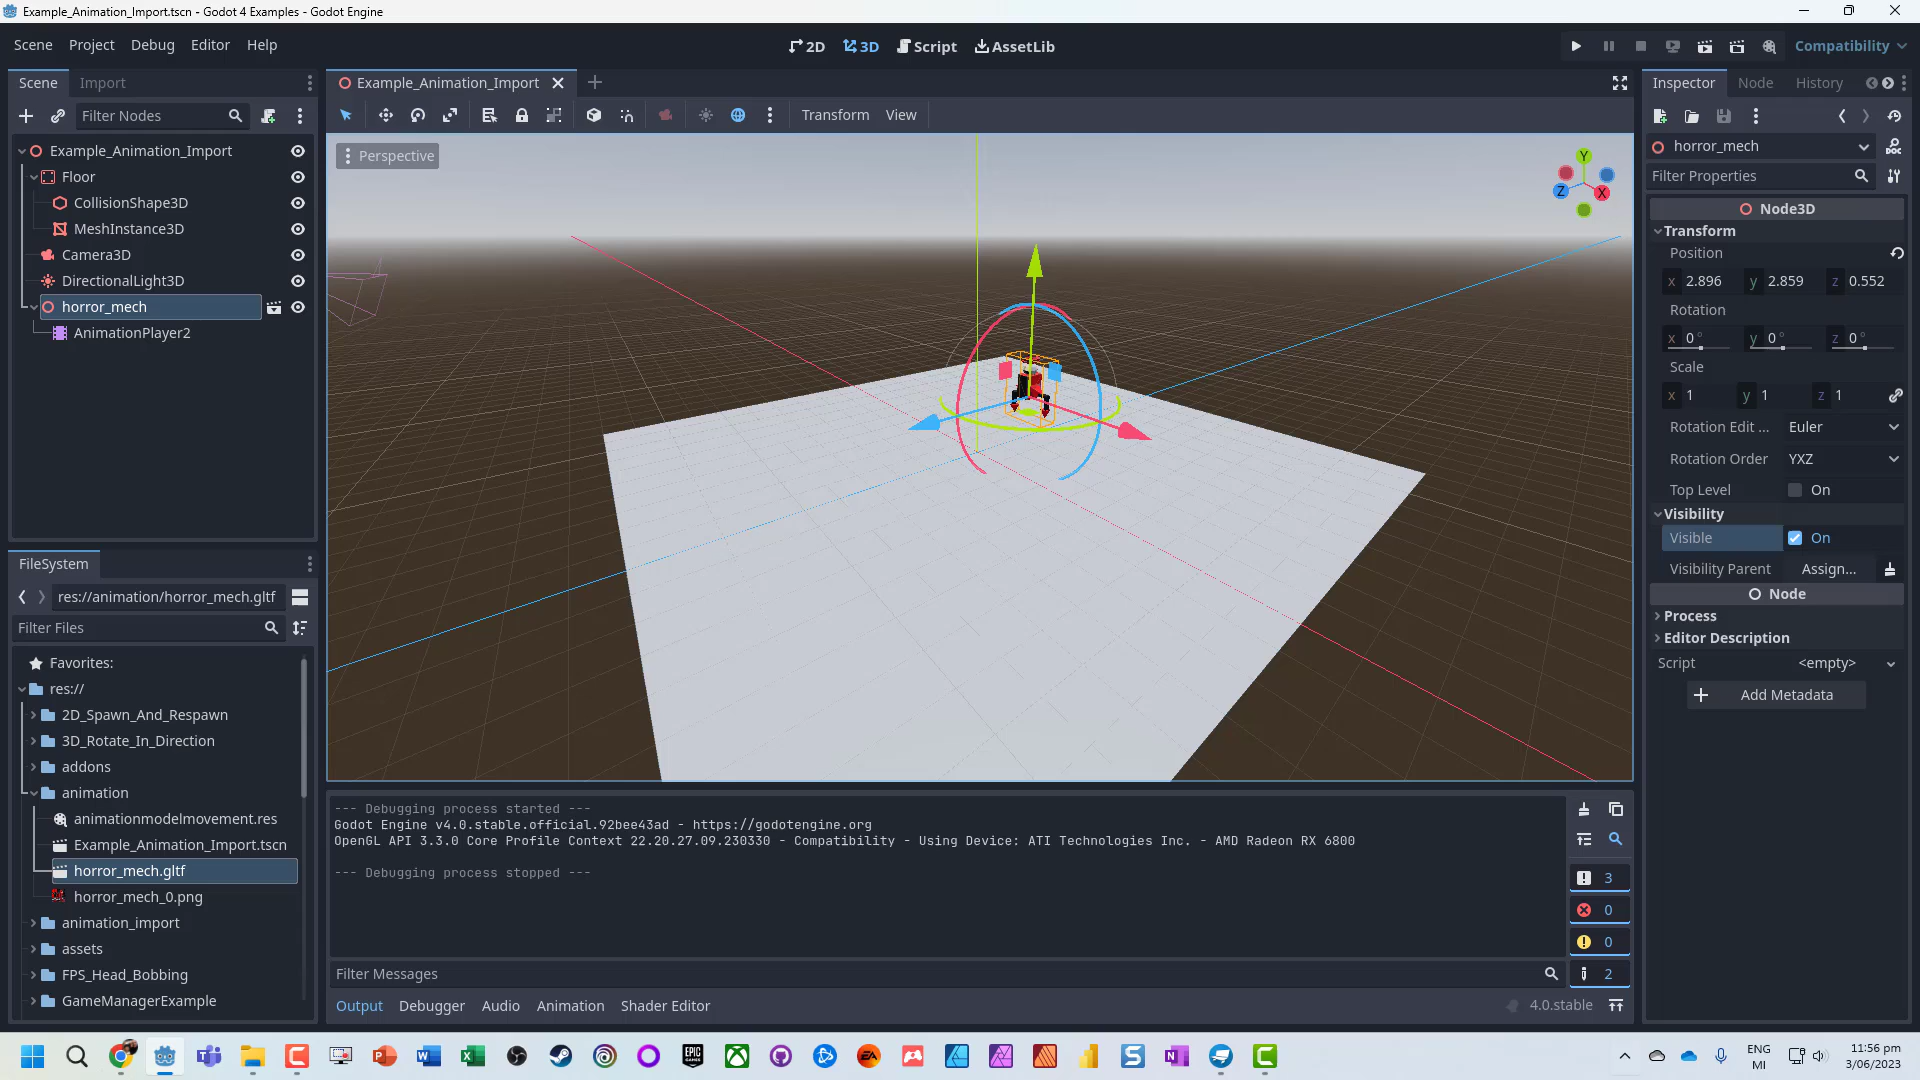 Example_Animation_Import.tscn - Godot 4 Examples - Godot Engine
Scene Project Debug Editor Help
2D 3D Script AssetLib
Compatibility
Scene Import
Filter Nodes
Example_Animation_Import
Floor
CollisionShape3D
MeshInstance3D
Camera3D
DirectionalLight3D
horror_mech
AnimationPlayer2
FileSystem
res://animation/horror_mech.gltf
Filter Files
Favorites:
res://
2D_Spawn_And_Respawn
3D_Rotate_In_Direction
addons
animation
animationmodelmovement.res
Example_Animation_Import.tscn
horror_mech.gltf
horror_mech_0.png
animation_import
assets
FPS_Head_Bobbing
GameManagerExample
Example_Animation_Import
Transform View
Perspective
Y
Z X
--- Debugging process started ---
Godot Engine v4.0.stable.official.92bee43ad - https://godotengine.org
OpenGL API 3.3.0 Core Profile Context 22.20.27.09.230330 - Compatibility - Using Device: ATI Technologies Inc. - AMD Radeon RX 6800
--- Debugging process stopped ---
3
0
0
2
Filter Messages
Output Debugger Audio Animation Shader Editor
4.0.stable
Inspector Node History
horror_mech
DOC
Filter Properties
Node3D
Transform
Position
x 2.896 y 2.859 z 0.552
Rotation
x 0 ° y 0 ° z 0 °
Scale
x 1 y 1 z 1
Rotation Edit ... Euler
Rotation Order YXZ
Top Level On
Visibility
Visible On
Visibility Parent Assign...
Node
Process
Editor Description
Script <empty>
Add Metadata
ENG
MI
11:56 pm
3/06/2023